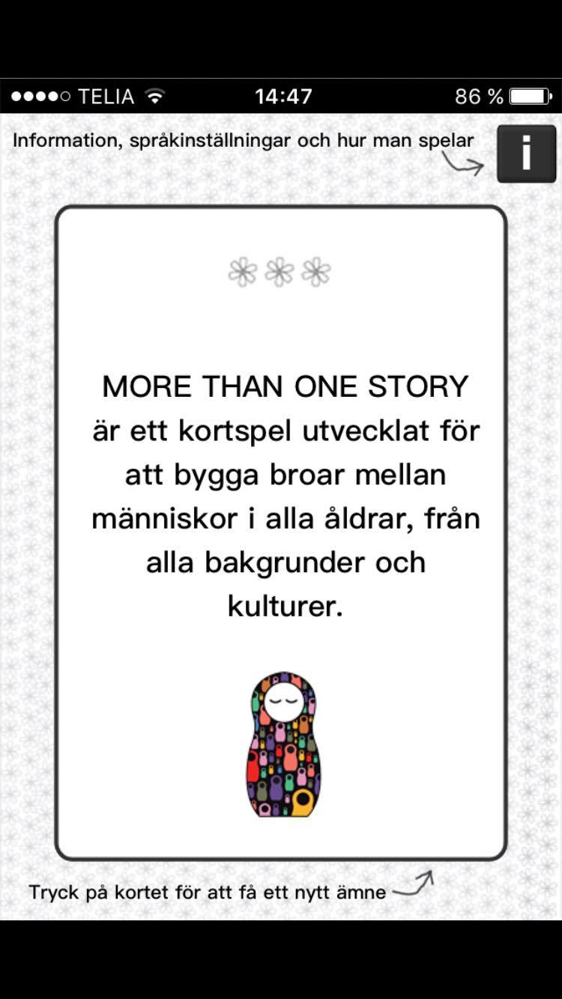 TELIA 14:47 86 %
Information, språkinställningar och hur man spelar
i
MORE THAN ONE STORY
är ett kortspel utvecklat för
att bygga broar mellan
människor i alla åldrar, från
alla bakgrunder och
kulturer.
Tryck på kortet för att få ett nytt ämne